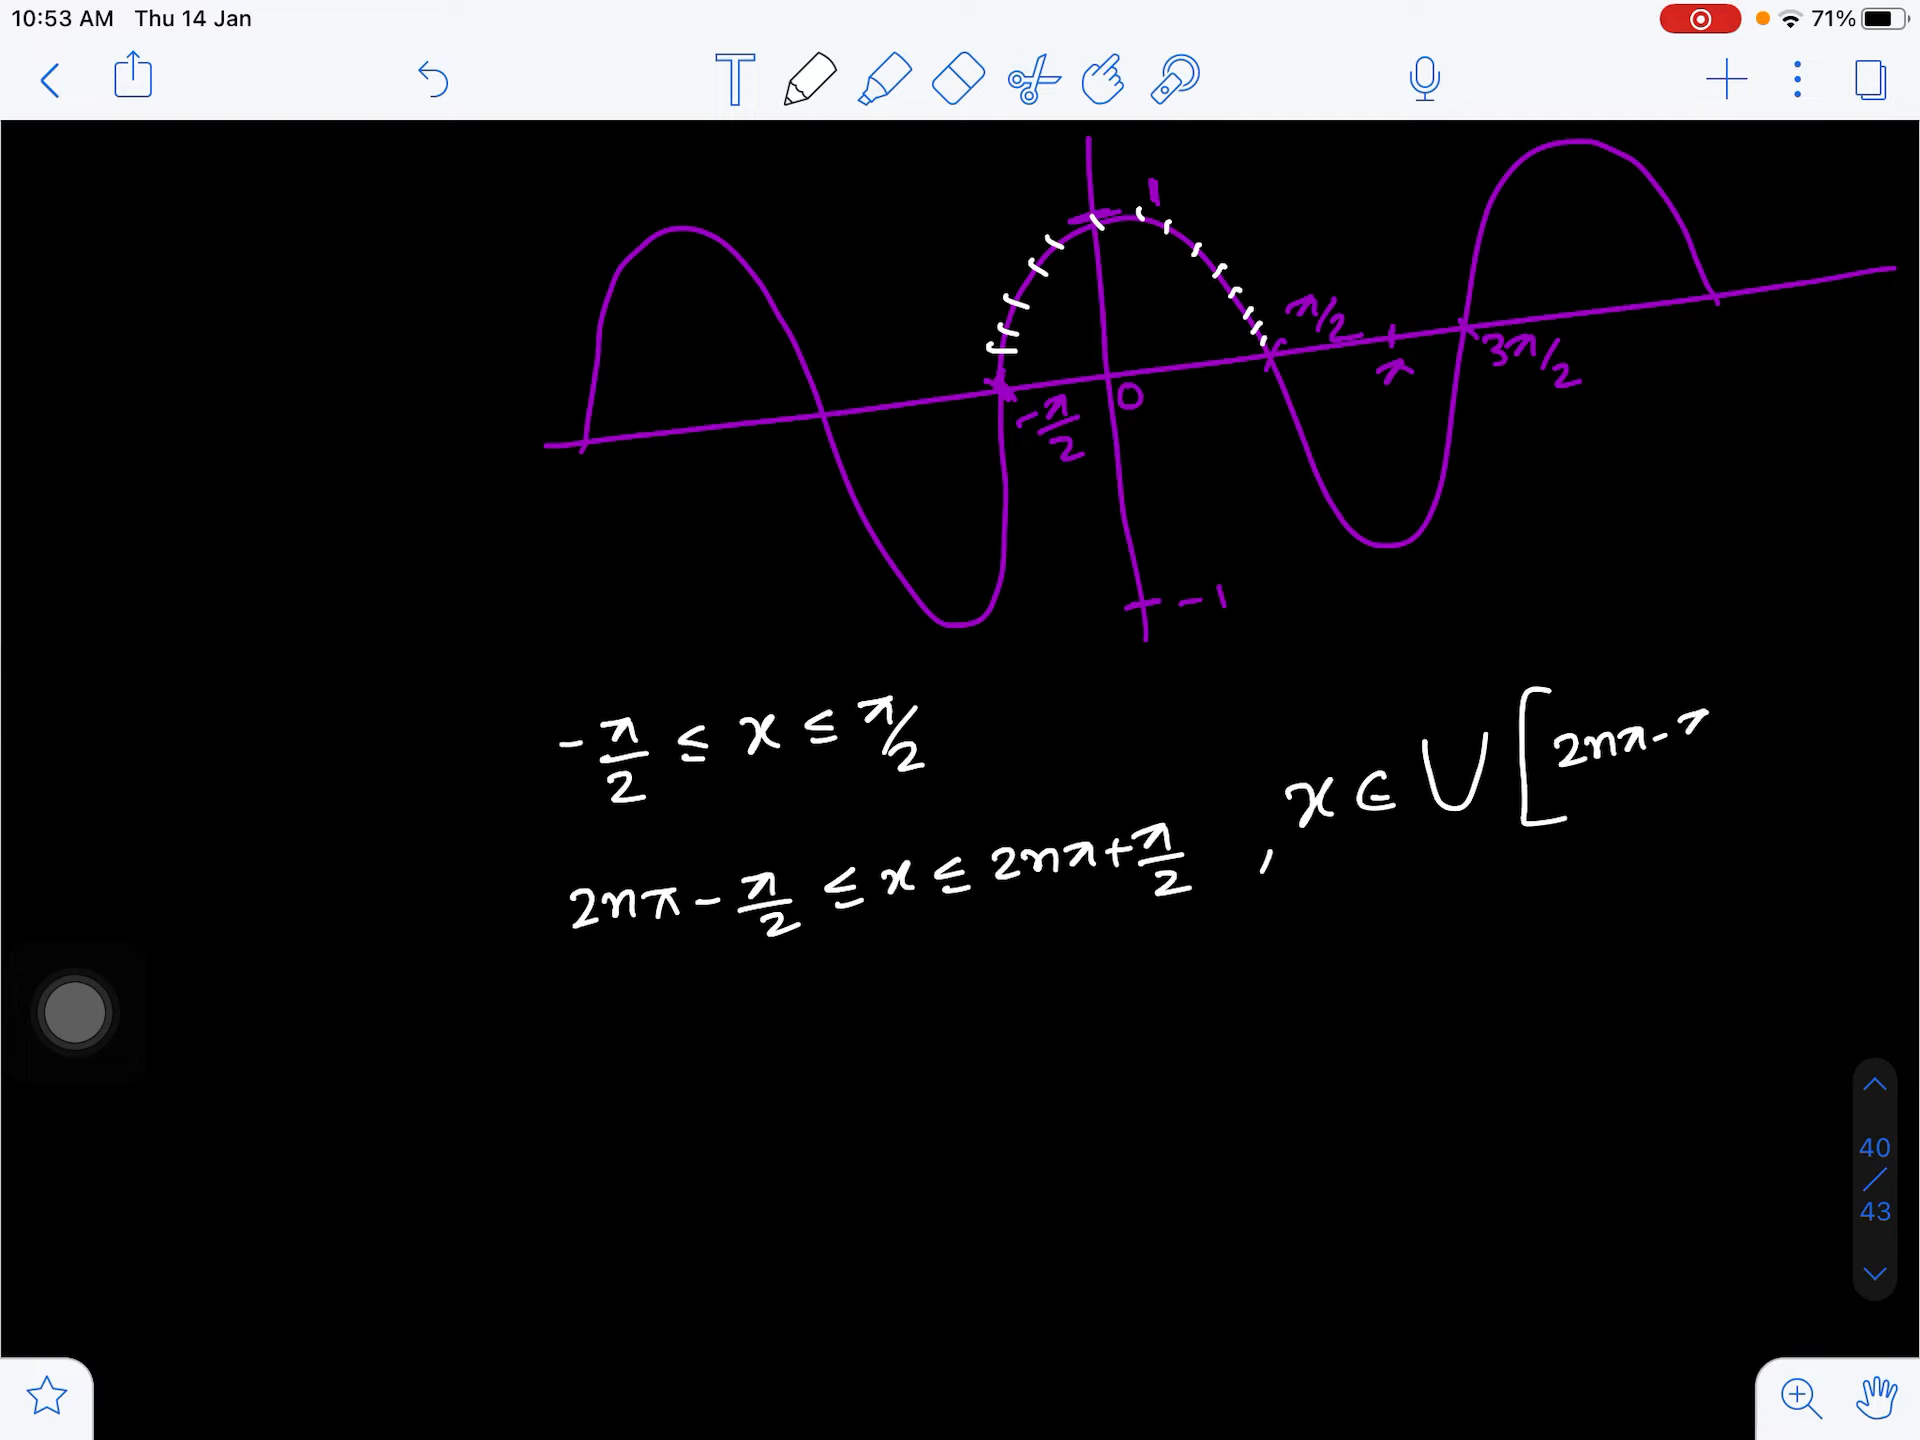 10:53 AM Thu 14 Jan
71%
T
1
π/2
π
3π/2
-π/2
0
-1
-π/2 ≤ x ≤ π/2
2nπ - π/2 ≤ x ≤ 2nπ + π/2 , x ∈ ∪ [2nπ - π
40
/
43